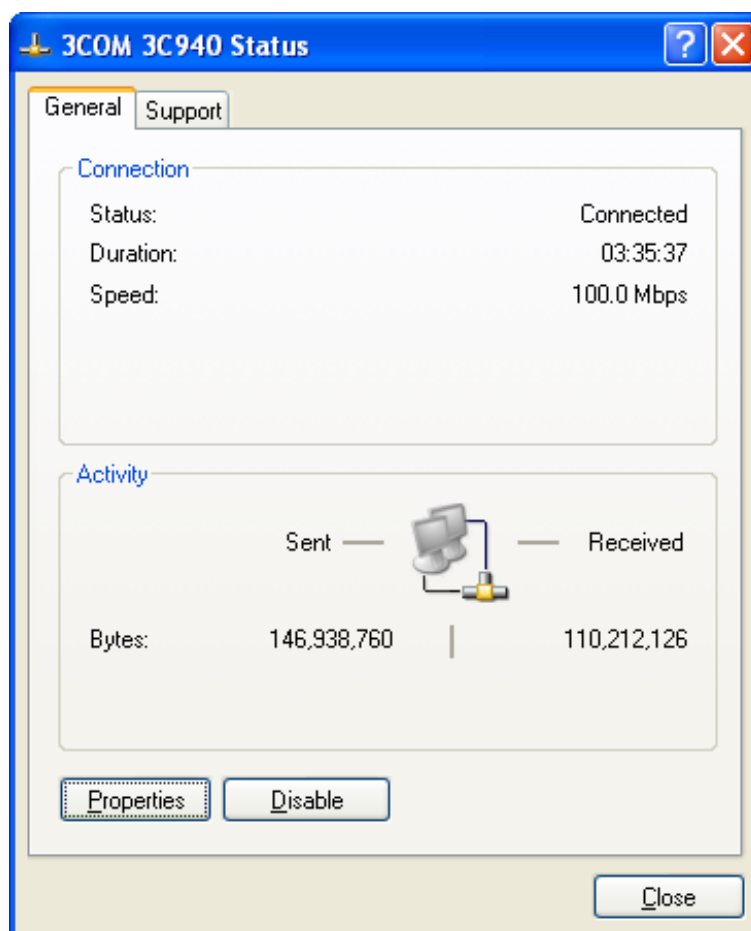 3COM 3C940 Status
General Support
Connection
Status: Connected
Duration: 03:35:37
Speed: 100.0 Mbps
Activity
Sent Received
Bytes: 146,938,760 110,212,126
Properties Disable
Close